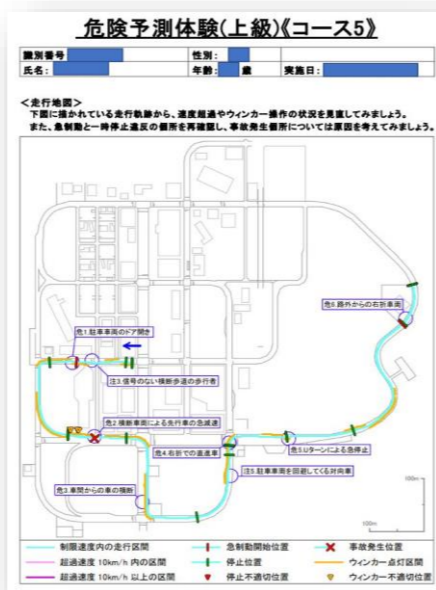 危険予測体験(上級)《コース5》
識別番号 性別:
氏名: 年齢: 歳 実施日:
＜走行地図＞
下図に描かれている走行軌跡から、速度超過やウィンカー操作の状況を見直してみましょう。
また、急制動と一時停止違反の個所を再確認し、事故発生個所については原因を考えてみましょう。
危6.路外からの右折車両
危1.駐車車両のドア開き
注3.信号のない横断歩道の歩行者
危2.横断車両による先行車の急減速
危4.右折での直進車
危5.Uターンによる急停止
注5.駐車車両を回避してくる対向車
危3.車間からの車の横断
100m
100m
制限速度内の走行区間 急制動開始位置 事故発生位置
超過速度 10km/h 内の区間 停止位置 ウィンカー点灯区間
超過速度 10km/h 以上の区間 停止不適切位置 ウィンカー不適切位置